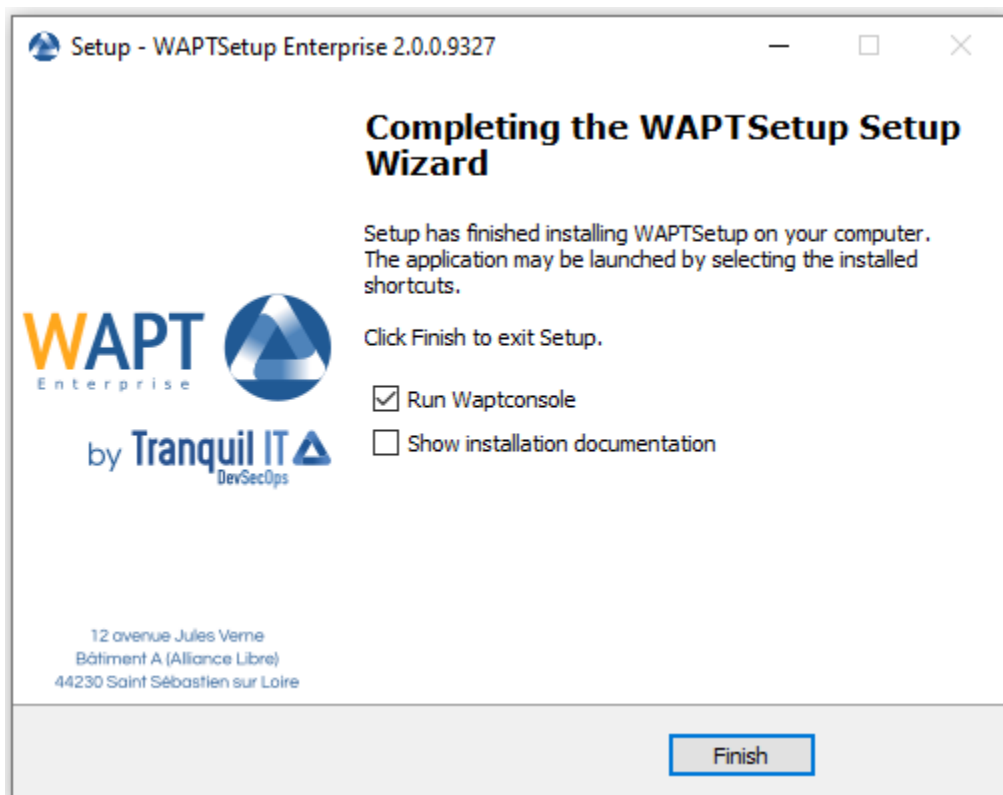 Setup - WAPTSetup Enterprise 2.0.0.9327
Completing the WAPTSetup Setup
Wizard
Setup has finished installing WAPTSetup on your computer.
The application may be launched by selecting the installed
shortcuts.
Click Finish to exit Setup.
Run Waptconsole
Show installation documentation
WAPT
Enterprise
by Tranquil IT
DevSecOps
12 avenue Jules Verne
Bâtiment A (Alliance Libre)
44230 Saint Sébastien sur Loire
Finish